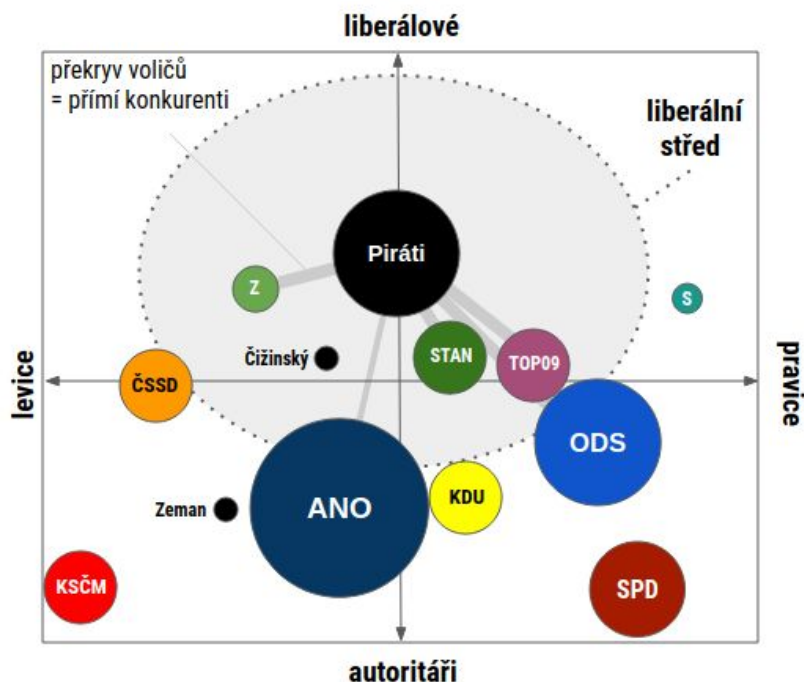 liberálové
překryv voličů
= přímí konkurenti
liberální
střed
Piráti
Z
S
Čižinský
STAN
TOP09
levice
pravice
ČSSD
ODS
KDU
ANO
Zeman
KSČM
SPD
autoritáři